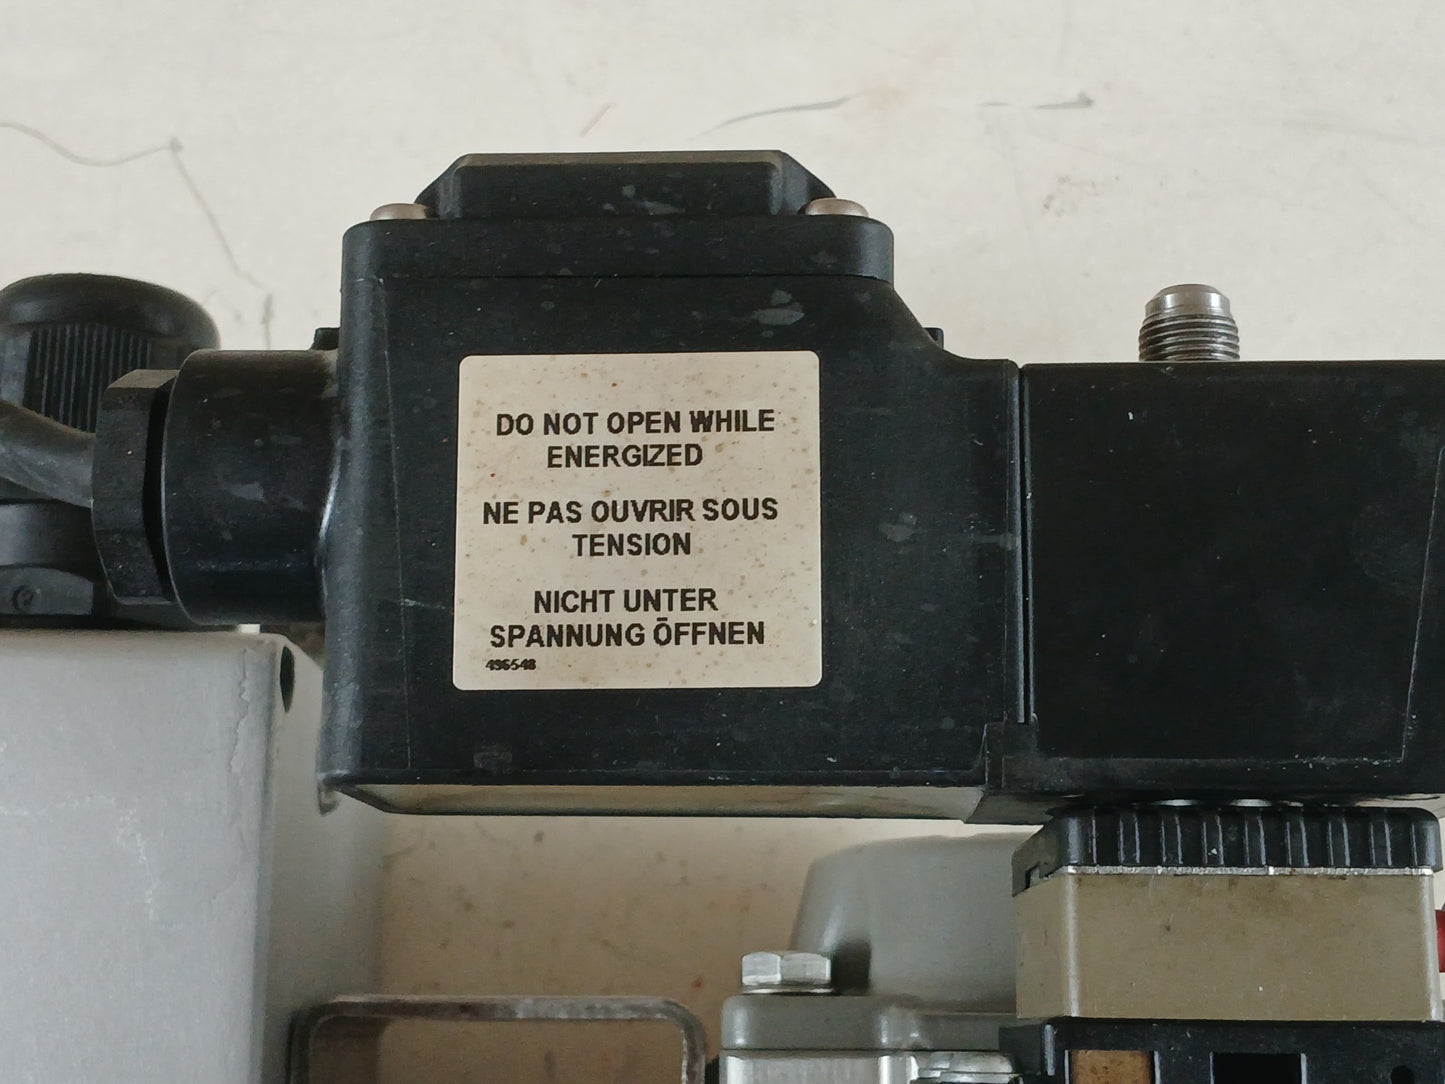 DO NOT OPEN WHILE
ENERGIZED
NE PAS OUVRIR SOUS
TENSION
NICHT UNTER
SPANNUNG ÖFFNEN
496548